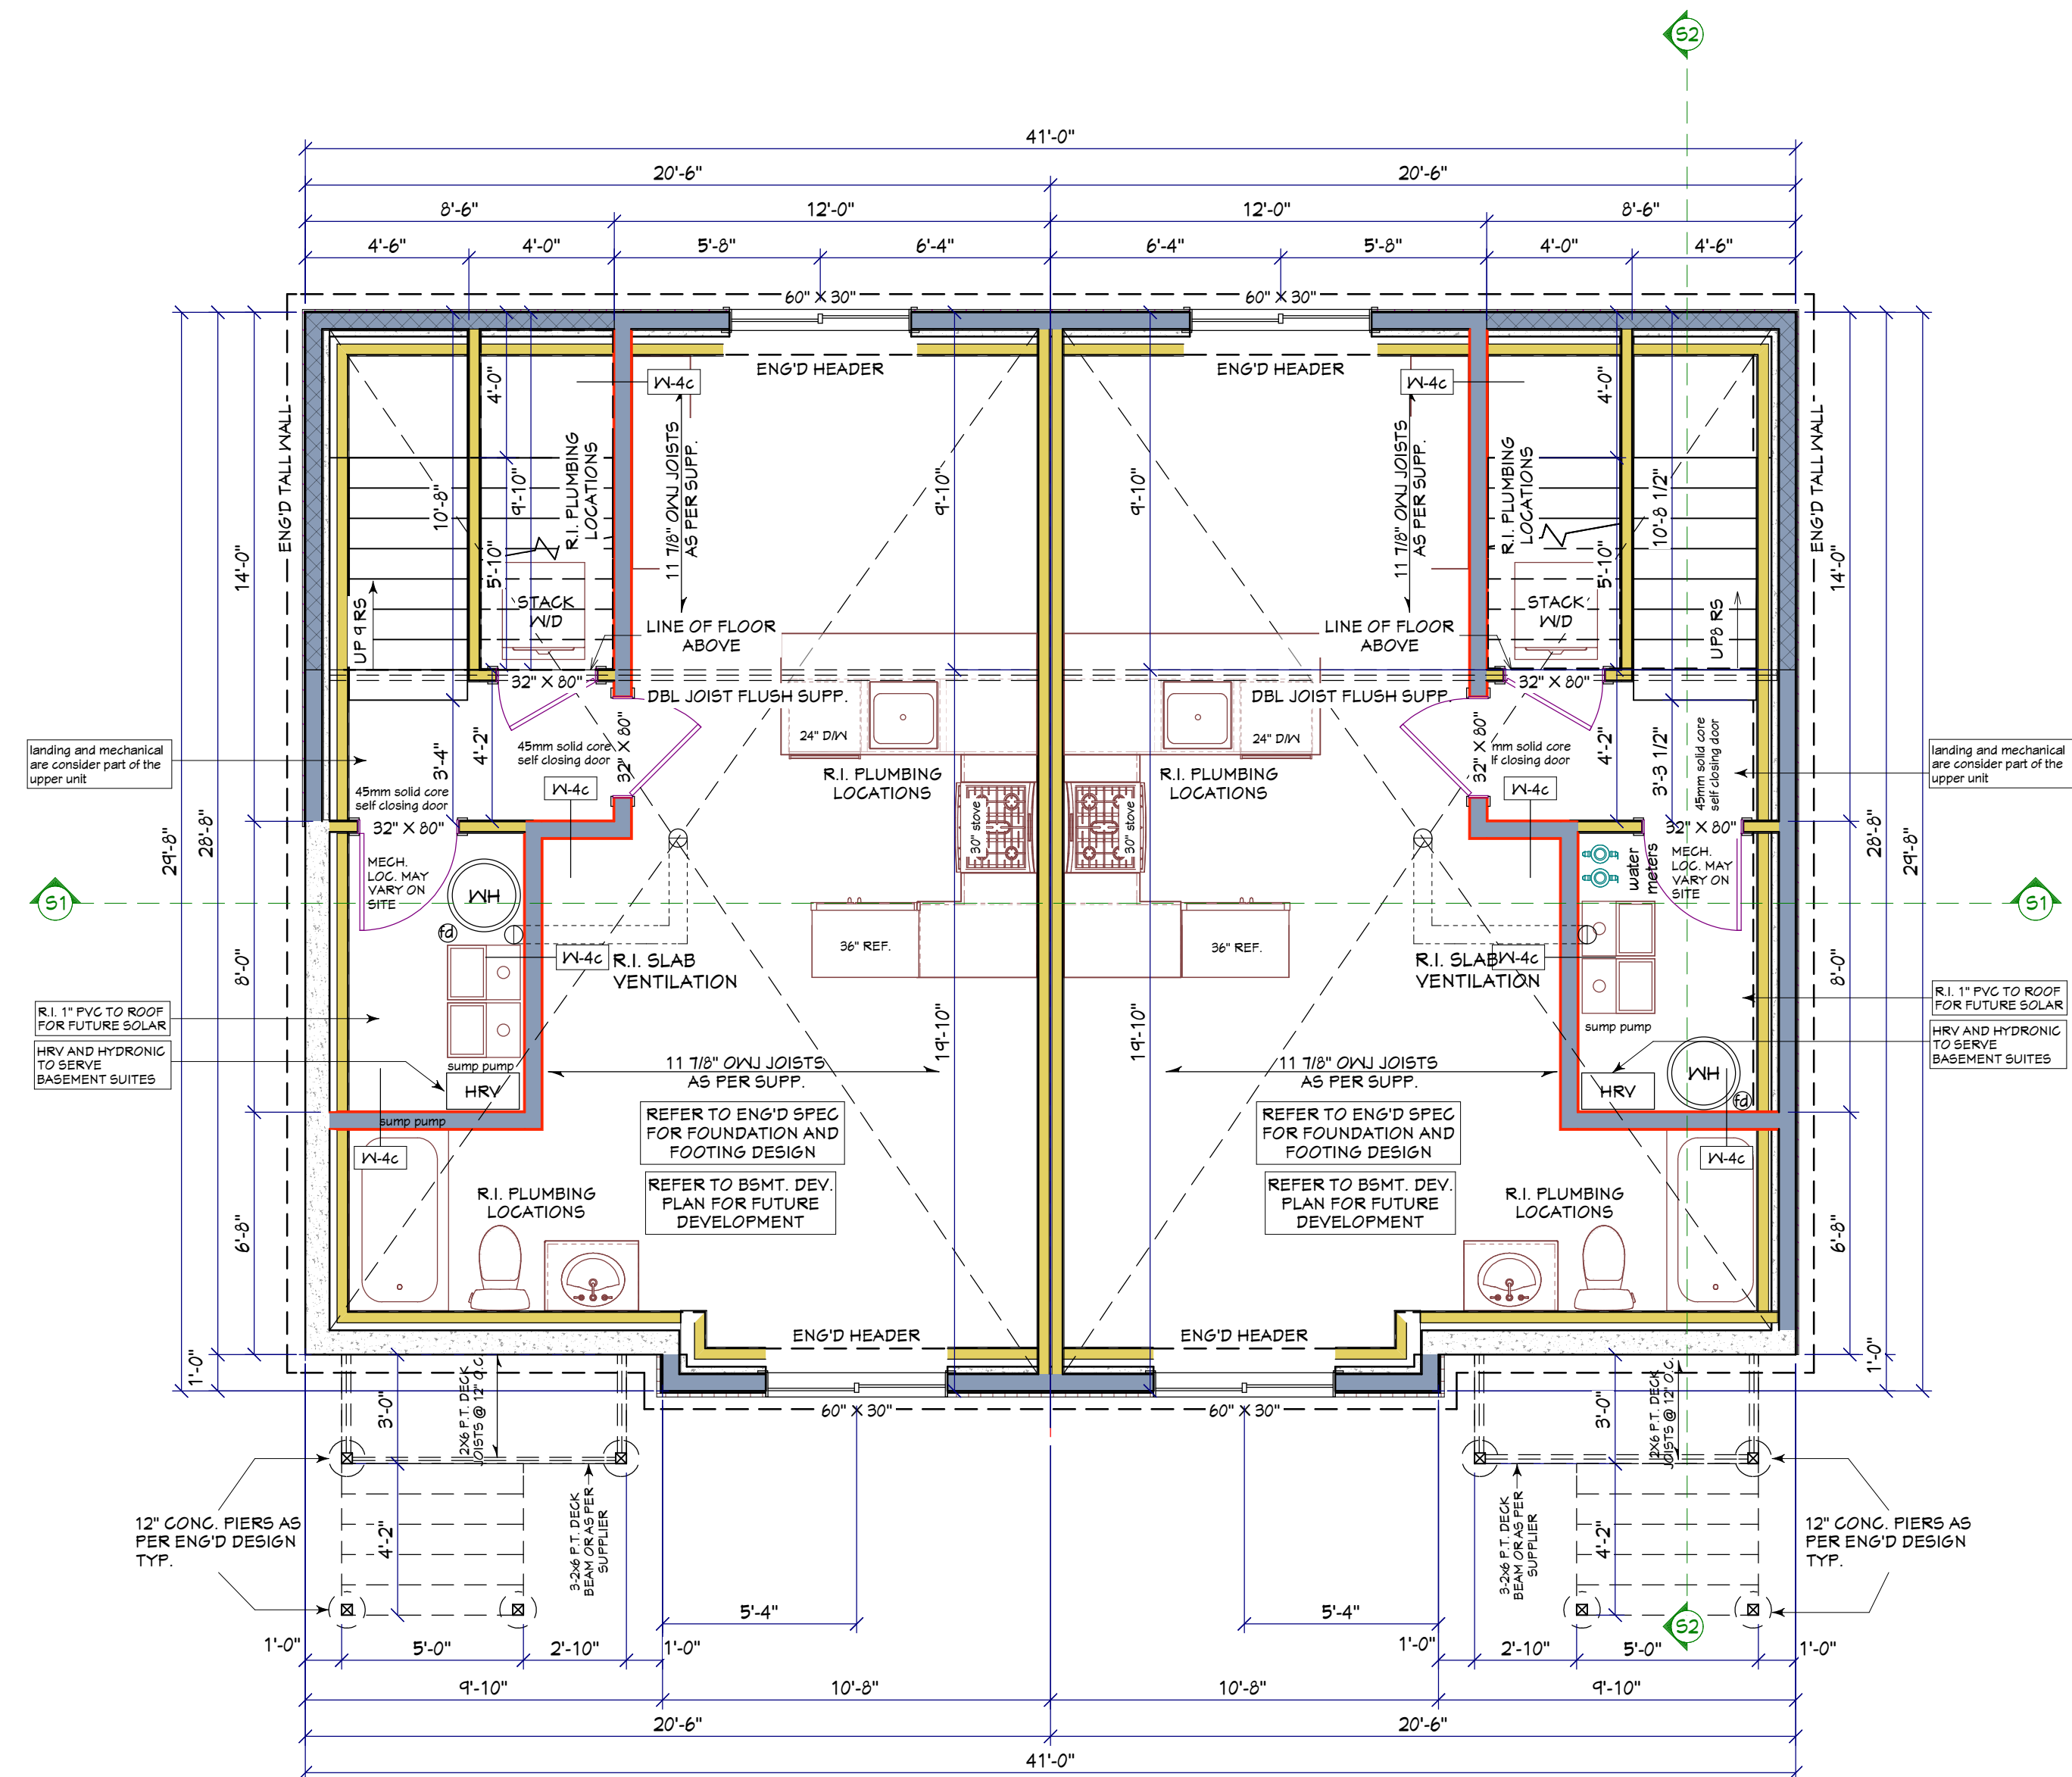 S2
41'-0"
20'-6" 20'-6"
8'-6" 12'-0" 12'-0" 8'-6"
4'-6" 4'-0" 5'-8" 6'-4" 6'-4" 5'-8" 4'-0" 4'-6"
60" X 30" 60" X 30"
ENG'D HEADER ENG'D HEADER
ENG'D TALL WALL
ENG'D TALL WALL
W-4c
W-4c
4'-0"
4'-0"
R.I. PLUMBING
LOCATIONS
11 7/8" OWJ JOISTS
AS PER SUPP.
11 7/8" OWJ JOISTS
AS PER SUPP.
R.I. PLUMBING
LOCATIONS
10'-8"
9'-10"
9'-10"
9'-10"
10'-8 1/2"
5'-10"
5'-10"
14'-0"
14'-0"
UP 9 RS
STACK
W/D
LINE OF FLOOR
ABOVE
LINE OF FLOOR
ABOVE
STACK
W/D
UP8 RS
32" X 80"
DBL JOIST FLUSH SUPP.
DBL JOIST FLUSH SUPP.
32" X 80"
landing and mechanical
are consider part of the
upper unit
3'-4"
4'-2"
45mm solid core
self closing door
32" X 80"
24" D/W
24" D/W
32" X 80"
mm solid core
lf closing door
4'-2"
3'-3 1/2"
45mm solid core
self closing door
landing and mechanical
are consider part of the
upper unit
R.I. PLUMBING
LOCATIONS
R.I. PLUMBING
LOCATIONS
45mm solid core
self closing door
W-4c
W-4c
32" X 80"
30" stove
30" stove
32" X 80"
29'-8"
28'-8"
28'-8"
29'-8"
MECH.
LOC. MAY
VARY ON
SITE
WH
water
meters
MECH.
LOC. MAY
VARY ON
SITE
S1
S1
fd
36" REF.
36" REF.
W-4c
R.I. SLAB
VENTILATION
R.I. SLAB
VENTILATION
W-4c
8'-0"
8'-0"
R.I. 1" PVC TO ROOF
FOR FUTURE SOLAR
R.I. 1" PVC TO ROOF
FOR FUTURE SOLAR
HRV AND HYDRONIC
TO SERVE
BASEMENT SUITES
HRV AND HYDRONIC
TO SERVE
BASEMENT SUITES
19'-10"
19'-10"
sump pump
sump pump
HRV
HRV
WH
fd
sump pump
11 7/8" OWJ JOISTS
AS PER SUPP.
11 7/8" OWJ JOISTS
AS PER SUPP.
REFER TO ENG'D SPEC
FOR FOUNDATION AND
FOOTING DESIGN
REFER TO ENG'D SPEC
FOR FOUNDATION AND
FOOTING DESIGN
W-4c
W-4c
REFER TO BSMT. DEV.
PLAN FOR FUTURE
DEVELOPMENT
REFER TO BSMT. DEV.
PLAN FOR FUTURE
DEVELOPMENT
R.I. PLUMBING
LOCATIONS
R.I. PLUMBING
LOCATIONS
6'-8"
6'-8"
ENG'D HEADER ENG'D HEADER
1'-0"
1'-0"
60" X 30" 60" X 30"
3'-0"
2X6 P.T. DECK
JOISTS @ 12" O.C.
3'-0"
2X6 P.T. DECK
JOISTS @ 12" O.C.
12" CONC. PIERS AS
PER ENG'D DESIGN
TYP.
4'-2"
3-2x6 P.T. DECK
BEAM OR AS PER
SUPPLIER
3-2x6 P.T. DECK
BEAM OR AS PER
SUPPLIER
4'-2"
12" CONC. PIERS AS
PER ENG'D DESIGN
TYP.
5'-4" 5'-4"
S2
1'-0" 5'-0" 2'-10" 1'-0" 1'-0" 2'-10" 5'-0" 1'-0"
9'-10" 10'-8" 10'-8" 9'-10"
20'-6" 20'-6"
41'-0"